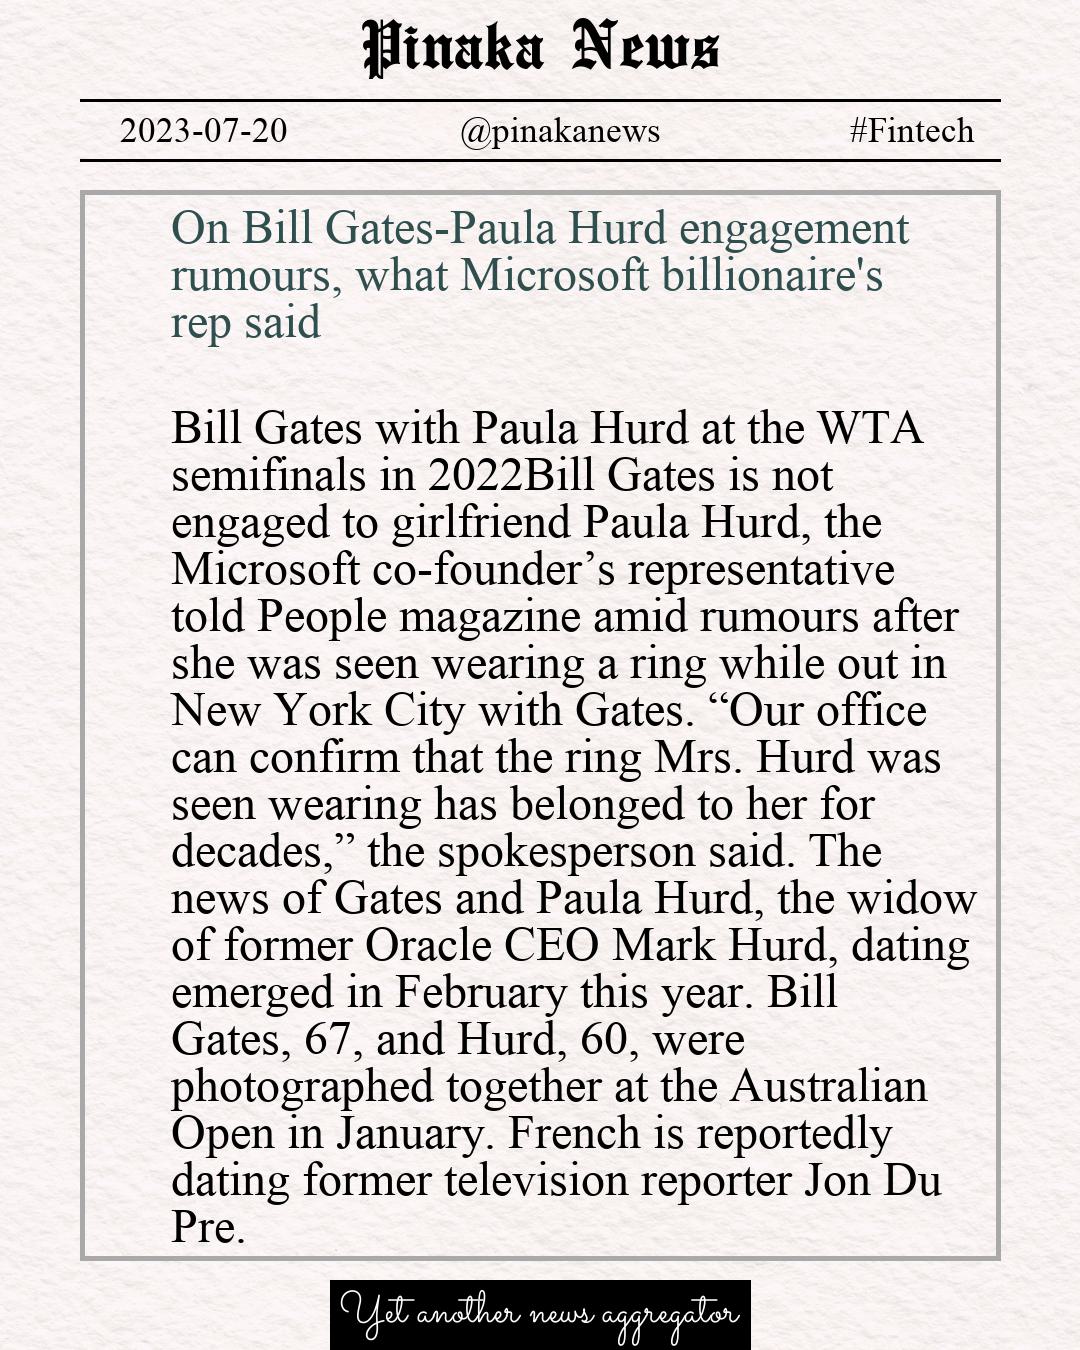 Pinaka News
2023-07-20 @pinakanews #Fintech
On Bill Gates-Paula Hurd engagement
rumours, what Microsoft billionaire's
rep said
Bill Gates with Paula Hurd at the WTA
semifinals in 2022Bill Gates is not
engaged to girlfriend Paula Hurd, the
Microsoft co-founder’s representative
told People magazine amid rumours after
she was seen wearing a ring while out in
New York City with Gates. “Our office
can confirm that the ring Mrs. Hurd was
seen wearing has belonged to her for
decades,” the spokesperson said. The
news of Gates and Paula Hurd, the widow
of former Oracle CEO Mark Hurd, dating
emerged in February this year. Bill
Gates, 67, and Hurd, 60, were
photographed together at the Australian
Open in January. French is reportedly
dating former television reporter Jon Du
Pre.
Yet another news aggregator